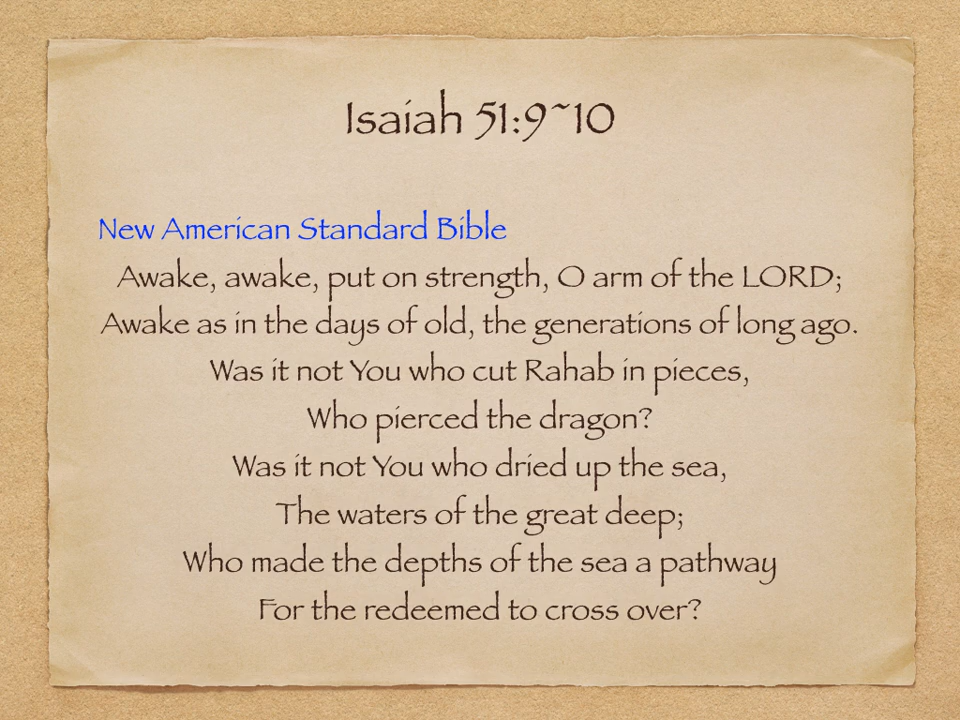 Isaiah 51:9~10
New American Standard Bible
Awake, awake, put on strength, O arm of the LORD;
Awake as in the days of old, the generations of long ago.
Was it not You who cut Rahab in pieces,
Who pierced the dragon?
Was it not You who dried up the sea,
The waters of the great deep;
Who made the depths of the sea a pathway
For the redeemed to cross over?